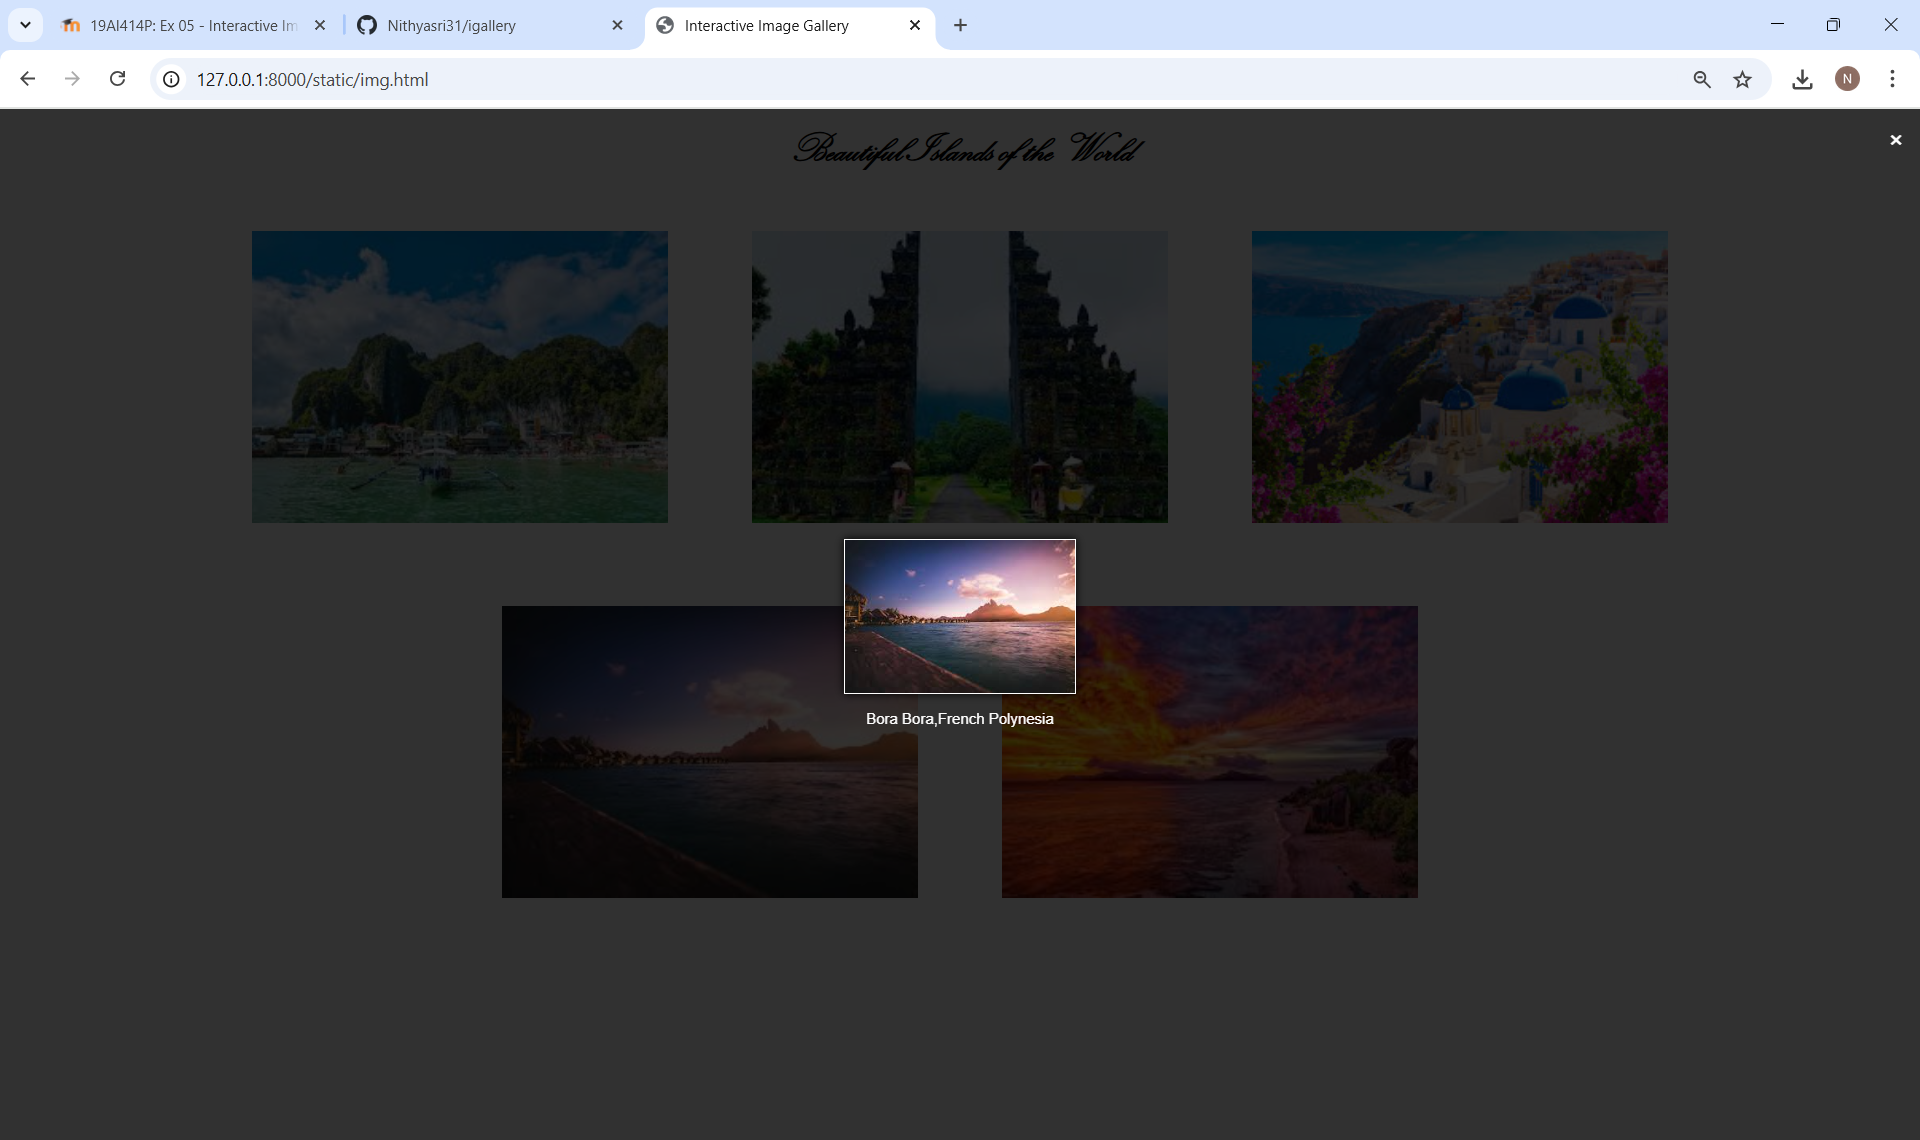 19AI414P: Ex 05 - Interactive Im
Nithyasri31/igallery
Interactive Image Gallery
127.0.0.1:8000/static/img.html
N
Beautiful Islands of the World
Bora Bora,French Polynesia